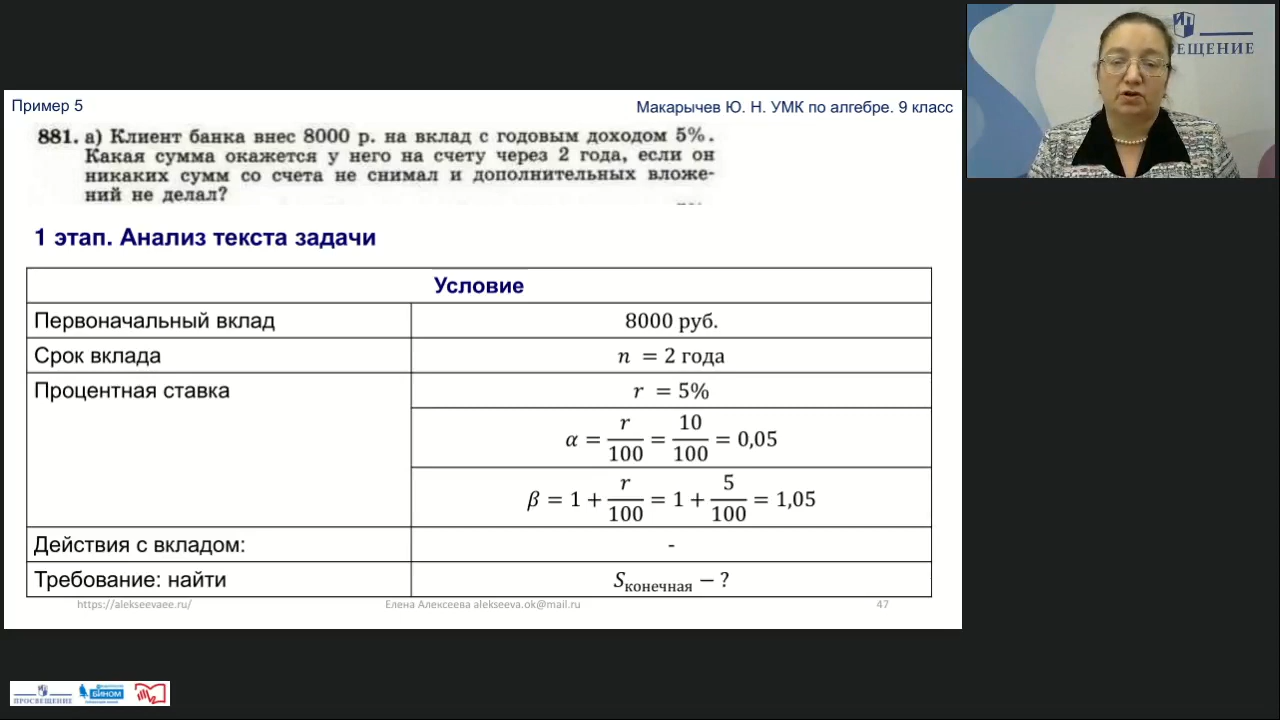 Пример 5
Макарычев Ю. Н. УМК по алгебре. 9 класс
881. а) Клиент банка внес 8000 р. на вклад с годовым доходом 5%.
Какая сумма окажется у него на счету через 2 года, если он
никаких сумм со счета не снимал и дополнительных вложе-
ний не делал?
1 этап. Анализ текста задачи
Условие
Первоначальный вклад
8000 руб.
Срок вклада
n = 2 года
Процентная ставка
r = 5%
α = r/100 = 10/100 = 0,05
β = 1 + r/100 = 1 + 5/100 = 1,05
Действия с вкладом:
-
Требование: найти
Sконечная − ?
https://alekseevaee.ru/
Елена Алексеева alekseeva.ok@mail.ru
47
ЕЩЕНИЕ
ПРОСВЕЩЕНИЕ
БИНОМ